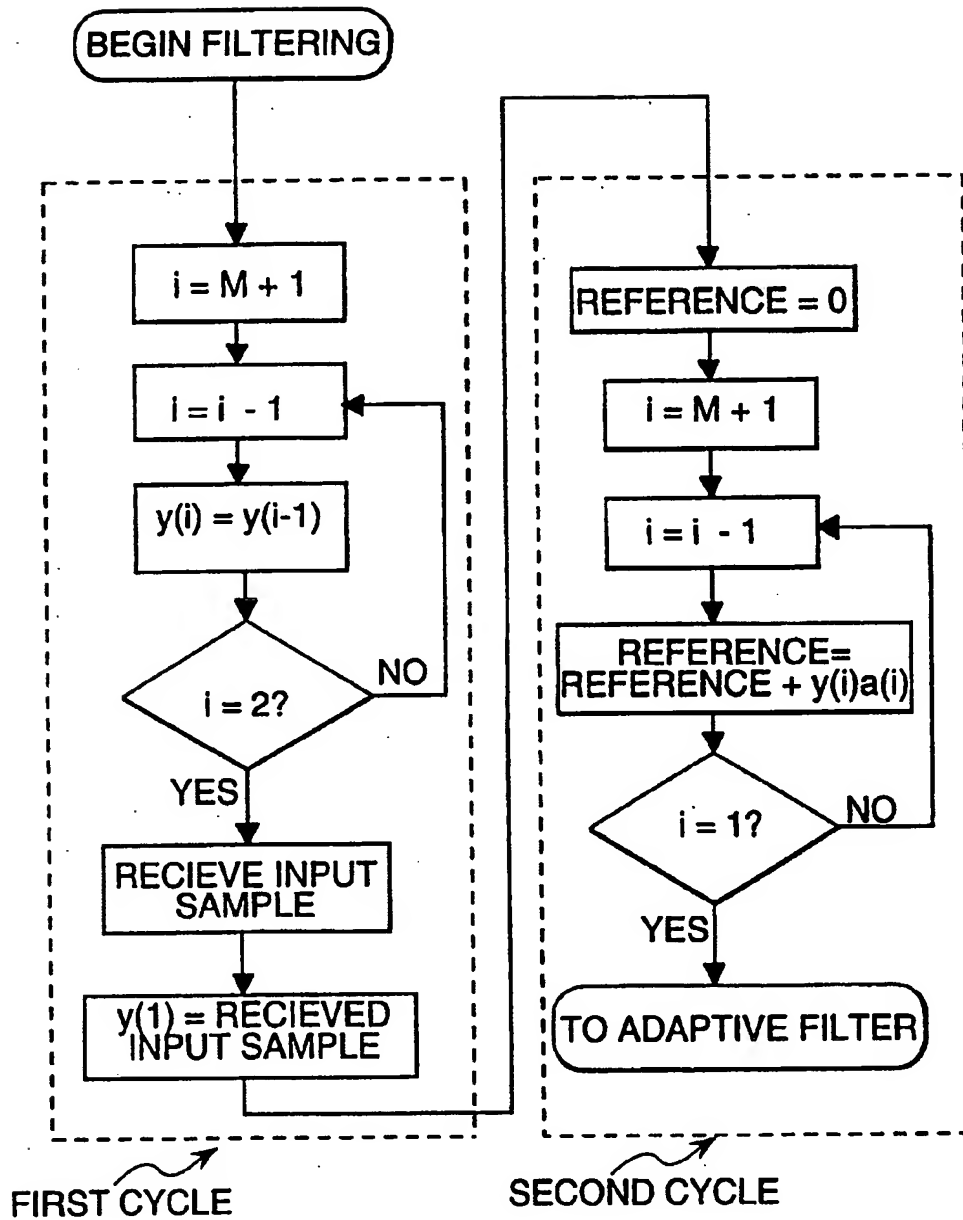 BEGIN FILTERING
i = M + 1
i = i - 1
y(i) = y(i-1)
i = 2?
NO
YES
RECIEVE INPUT
SAMPLE
y(1) = RECIEVED
INPUT SAMPLE
FIRST CYCLE
REFERENCE = 0
i = M + 1
i = i - 1
REFERENCE=
REFERENCE + y(i)a(i)
i = 1?
NO
YES
TO ADAPTIVE FILTER
SECOND CYCLE